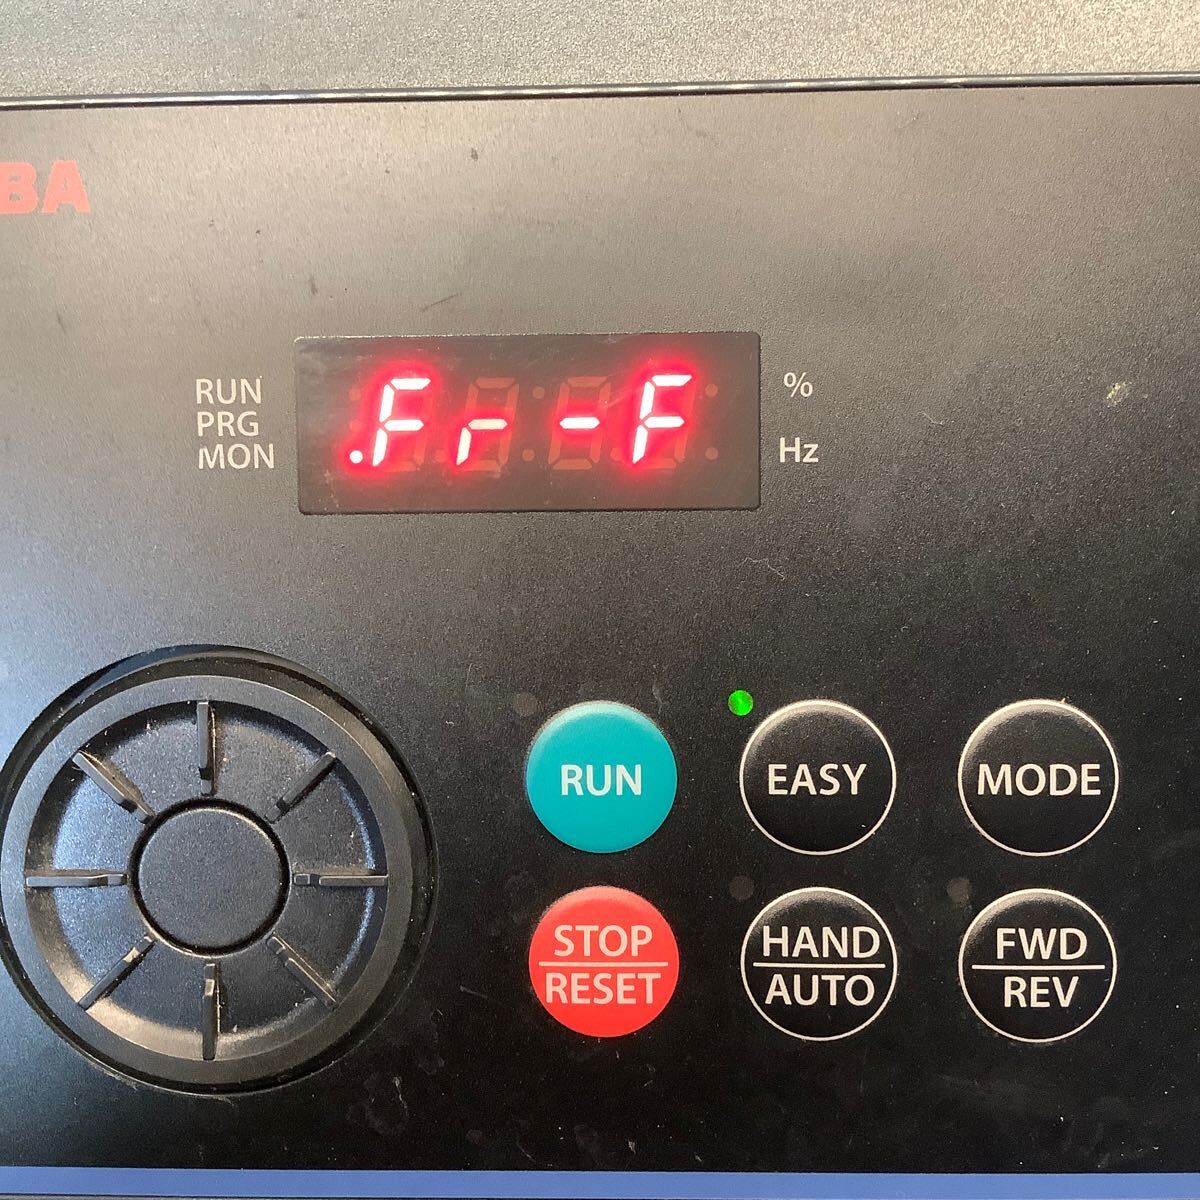 BA
RUN
PRG
MON
.Fr-F
%
Hz
RUN
EASY
MODE
STOP
RESET
HAND
AUTO
FWD
REV